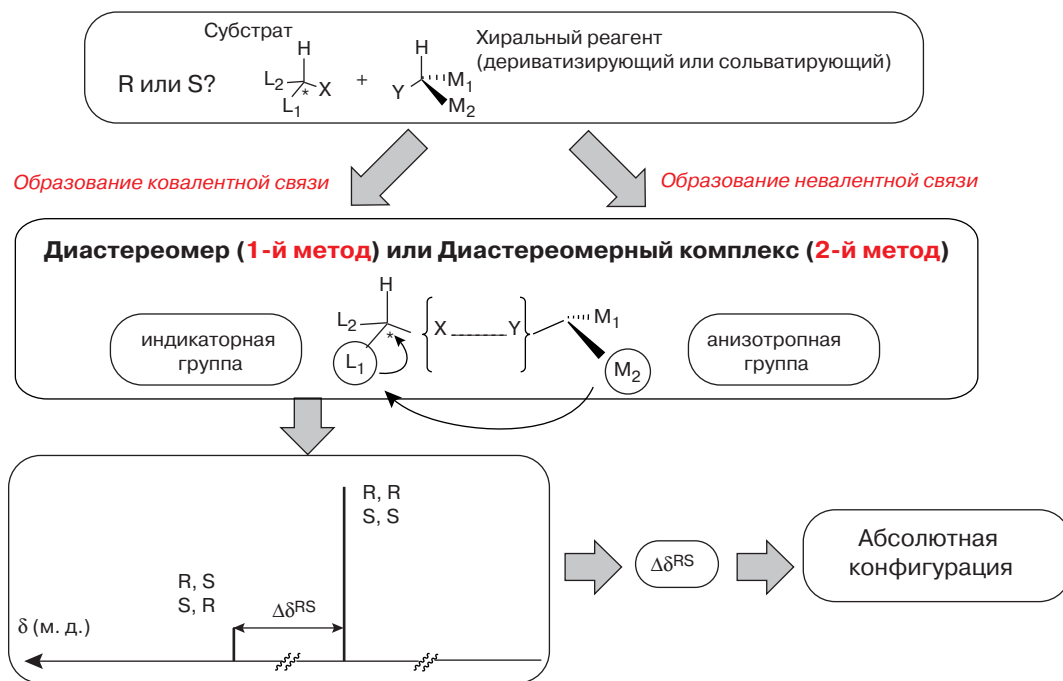 Субстрат
Хиральный реагент
(дериватизирующий или сольватирующий)
R или S?
H
L2
L1
*
X
+
H
Y
M1
M2
Образование ковалентной связи
Образование невалентной связи
Диастереомер (1-й метод) или Диастереомерный комплекс (2-й метод)
индикаторная
группа
H
L2
*
L1
X
Y
M1
M2
анизотропная
группа
R, R
S, S
R, S
S, R
ΔδRS
δ (м. д.)
ΔδRS
Абсолютная
конфигурация